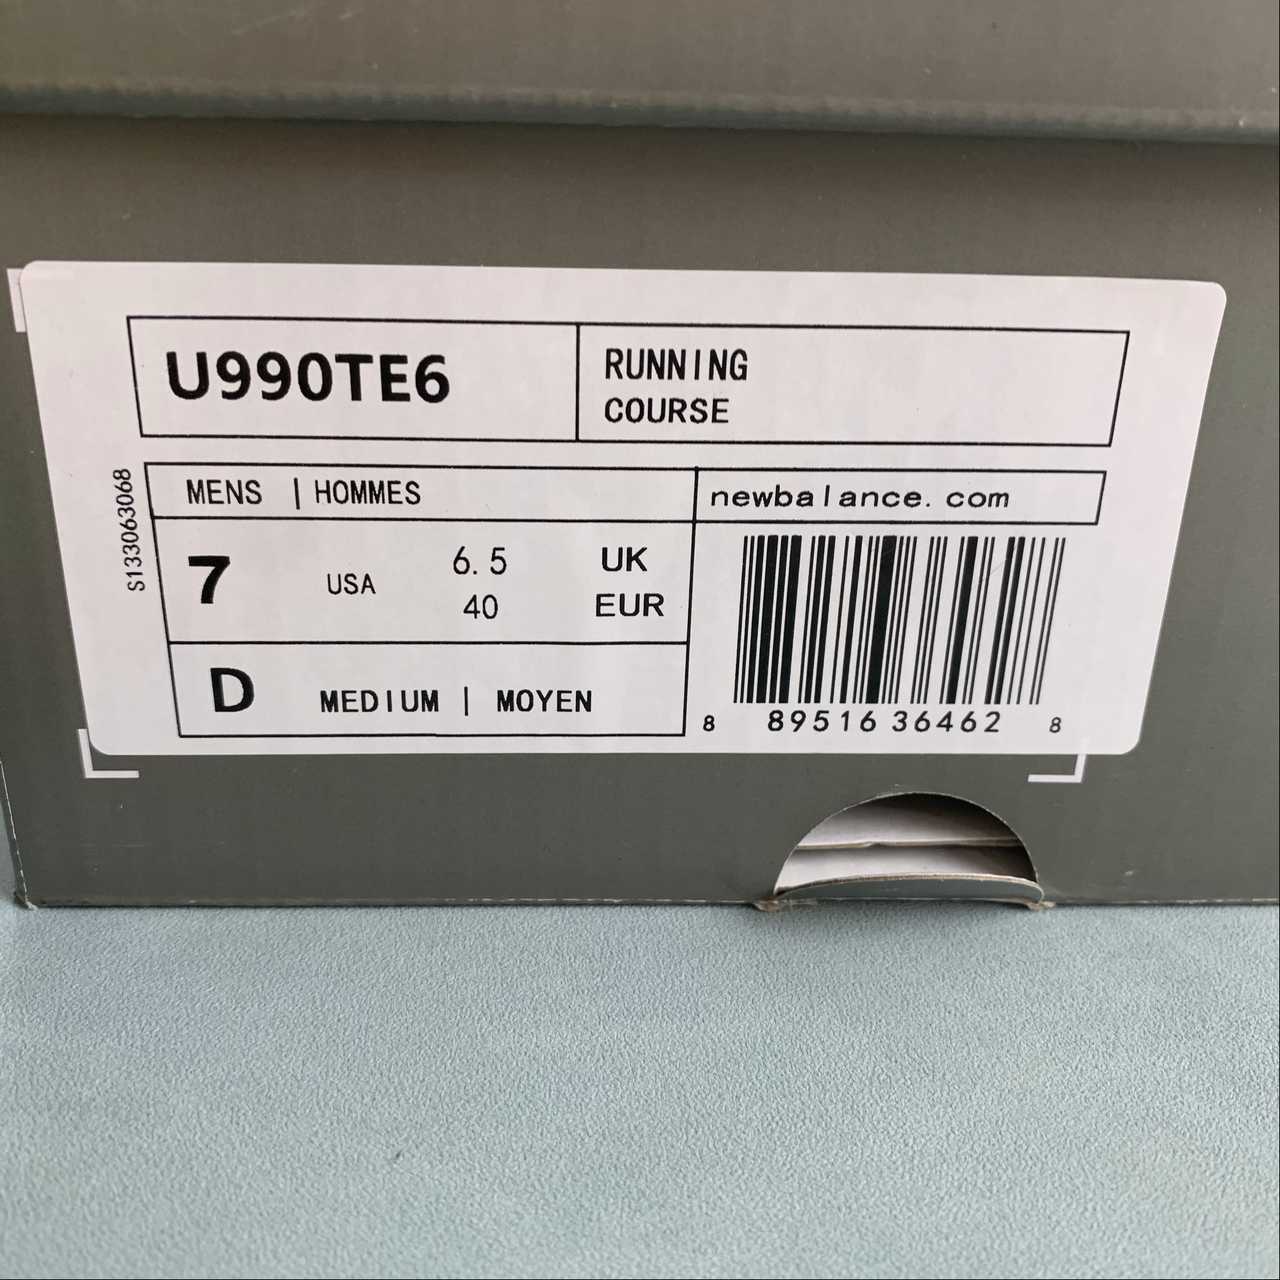 U990TE6
RUNNING
COURSE
S133063068
MENS | HOMMES
newbalance.com
7 USA 6.5 UK
40 EUR
D MEDIUM | MOYEN
8 89516 36462 8